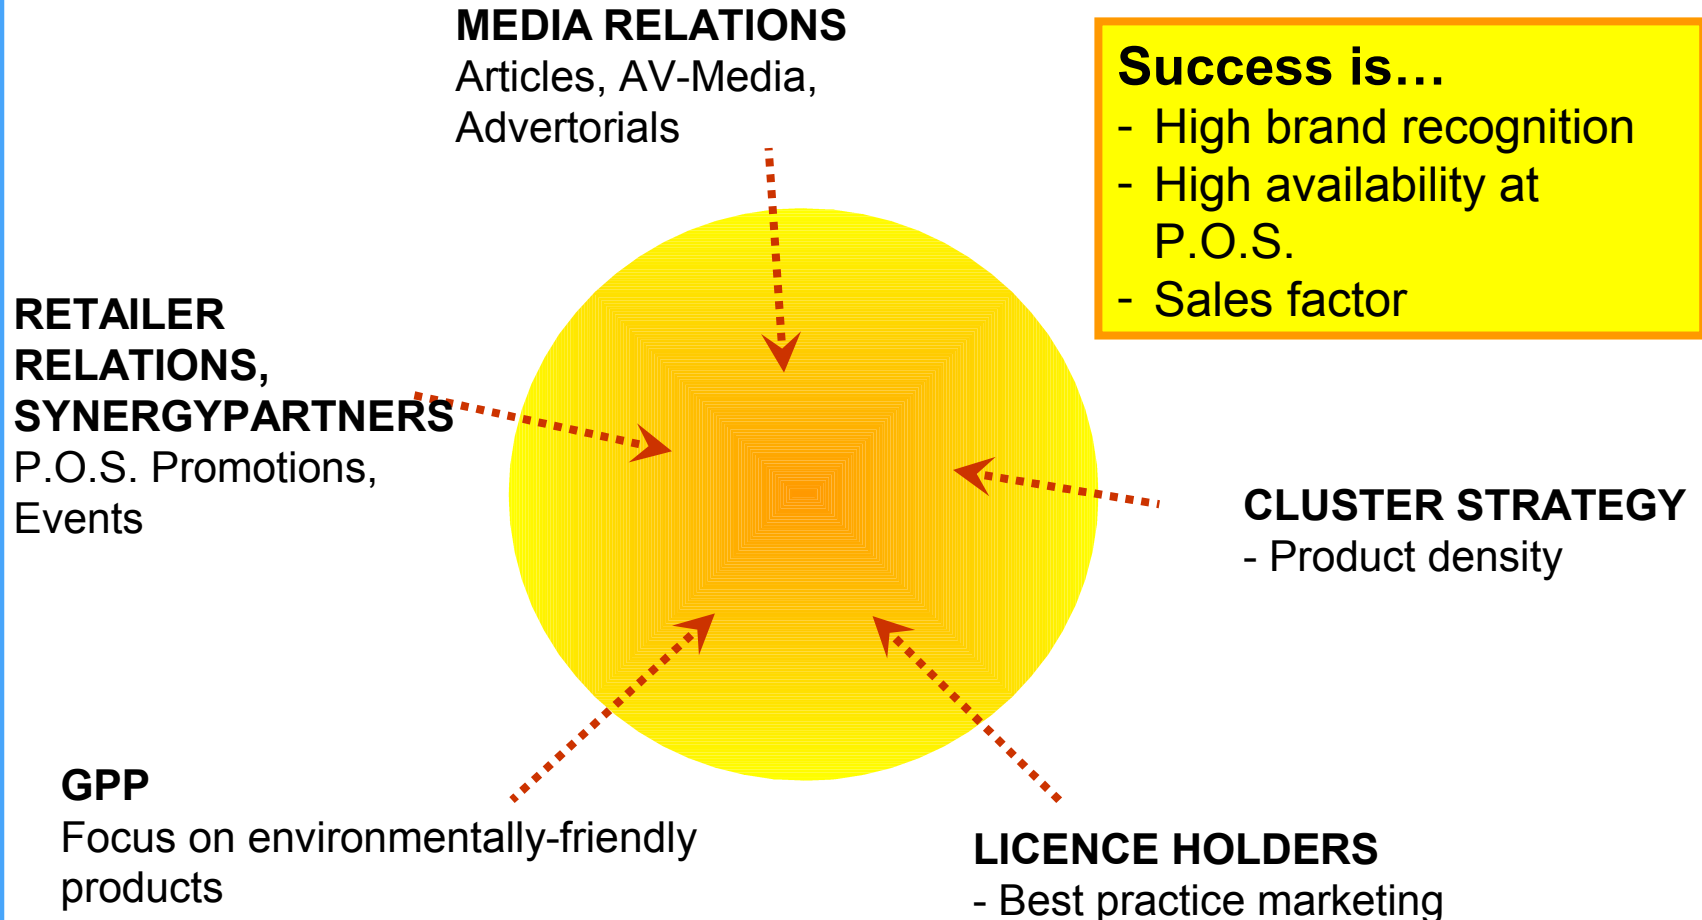 MEDIA RELATIONS
Articles, AV-Media,
Advertorials
Success is…
- High brand recognition
- High availability at
P.O.S.
- Sales factor
RETAILER
RELATIONS,
SYNERGYPARTNERS
P.O.S. Promotions,
Events
CLUSTER STRATEGY
- Product density
GPP
Focus on environmentally-friendly
products
LICENCE HOLDERS
- Best practice marketing